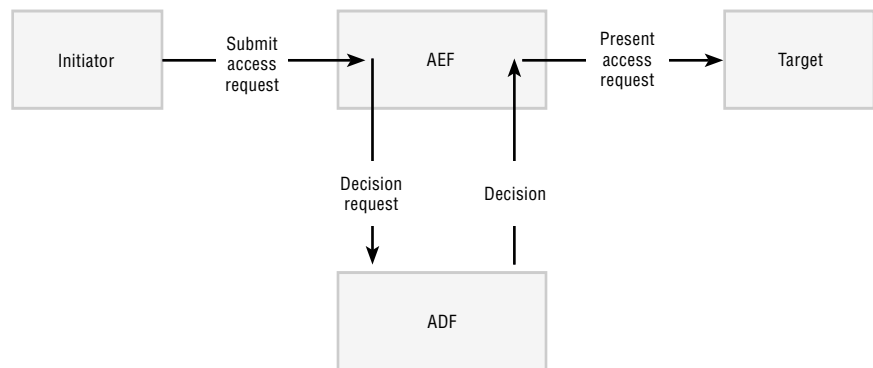 Initiator
Submit
access
request
AEF
Present
access
request
Target
Decision
request
Decision
ADF